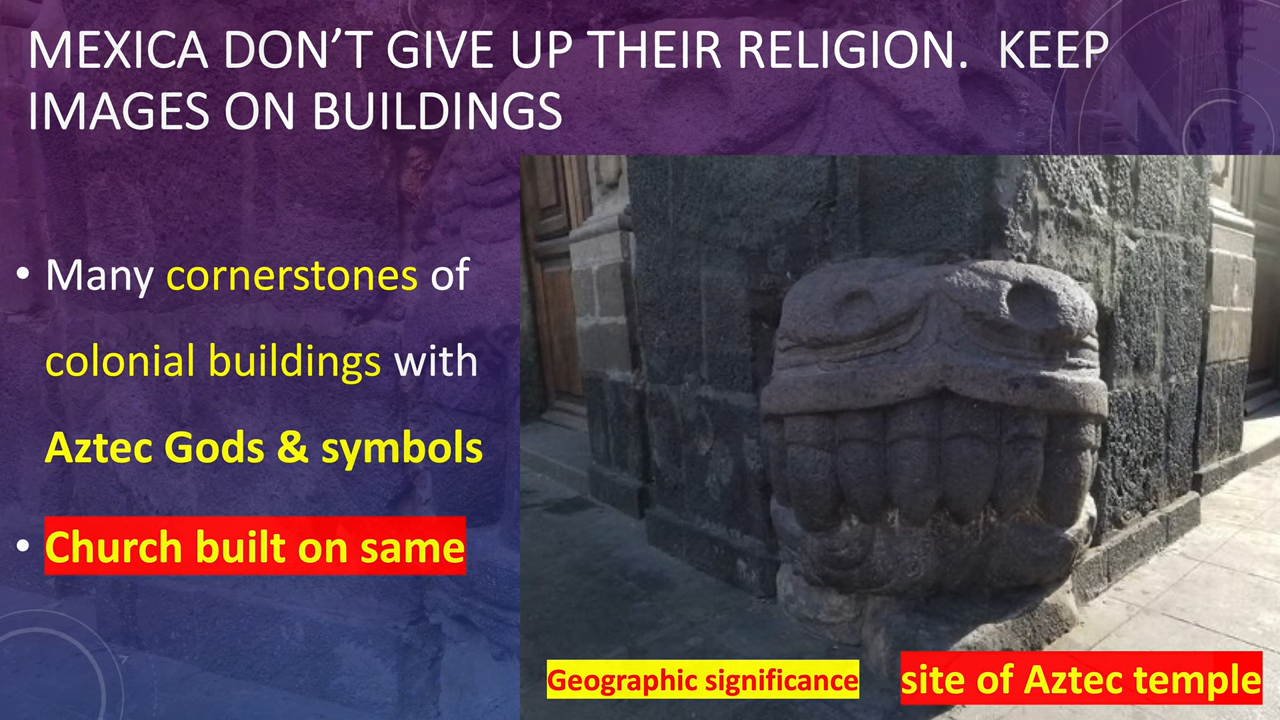 MEXICA DON’T GIVE UP THEIR RELIGION. KEEP
IMAGES ON BUILDINGS
• Many cornerstones of
colonial buildings with
Aztec Gods & symbols
• Church built on same
Geographic significance
site of Aztec temple